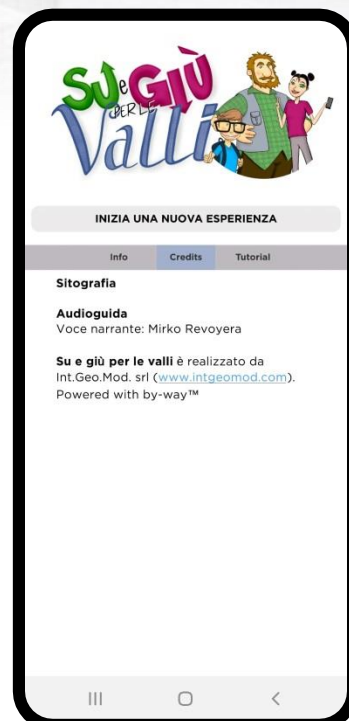 SU e GIÙ
PER LE
Valli
INIZIA UNA NUOVA ESPERIENZA
Info Credits Tutorial
Sitografia
Audioguida
Voce narrante: Mirko Revoyera
Su e giù per le valli è realizzato da
Int.Geo.Mod. srl (www.intgeomod.com).
Powered with by-way™